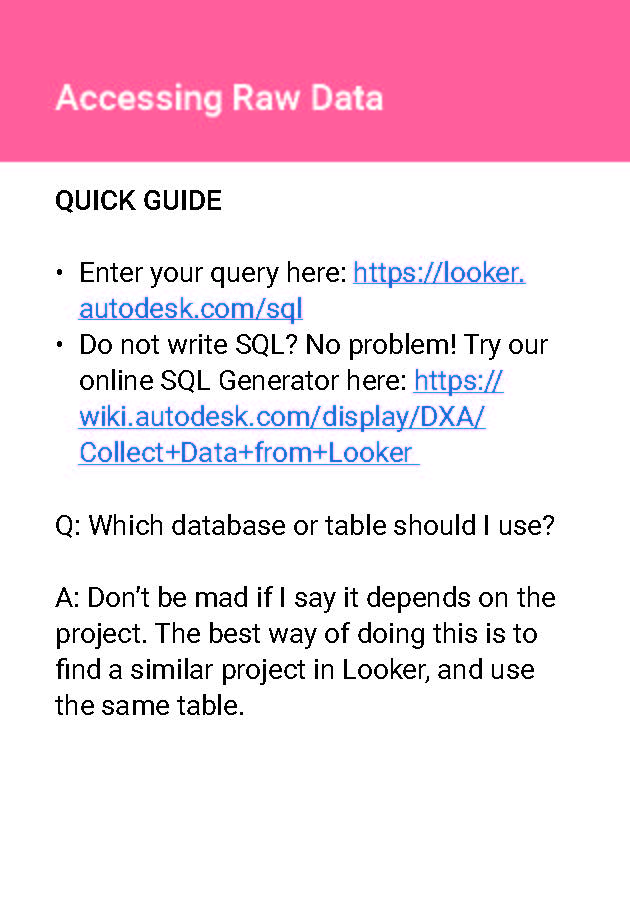 Accessing Raw Data
QUICK GUIDE
• Enter your query here: https://looker.
autodesk.com/sql
• Do not write SQL? No problem! Try our
online SQL Generator here: https://
wiki.autodesk.com/display/DXA/
Collect+Data+from+Looker
Q: Which database or table should I use?
A: Don’t be mad if I say it depends on the
project. The best way of doing this is to
find a similar project in Looker, and use
the same table.